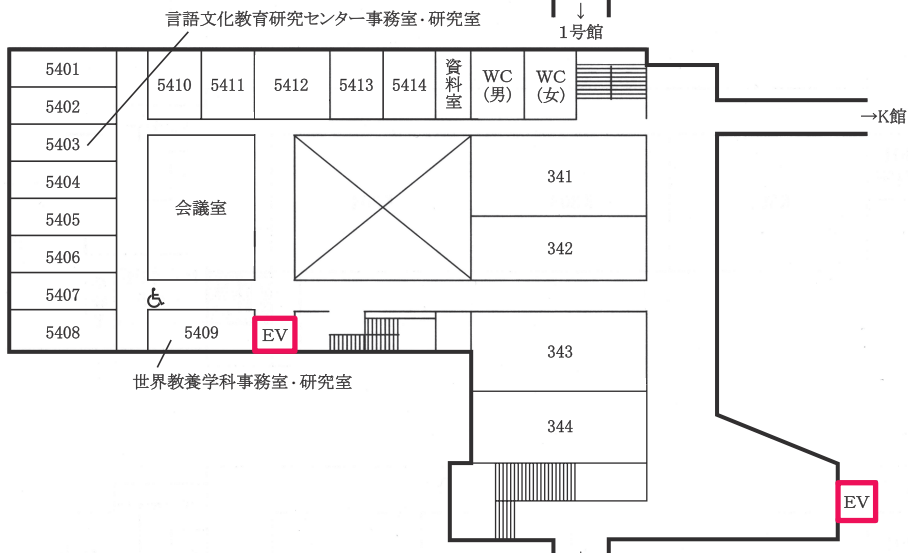 言語文化教育研究センター事務室・研究室
↓
1号館
5401
5402
5403
5404
5405
5406
5407
5408
5410
5411
5412
5413
5414
資料室
WC
(男)
WC
(女)
→K館
会議室
341
342
5409
EV
343
344
世界教養学科事務室・研究室
EV